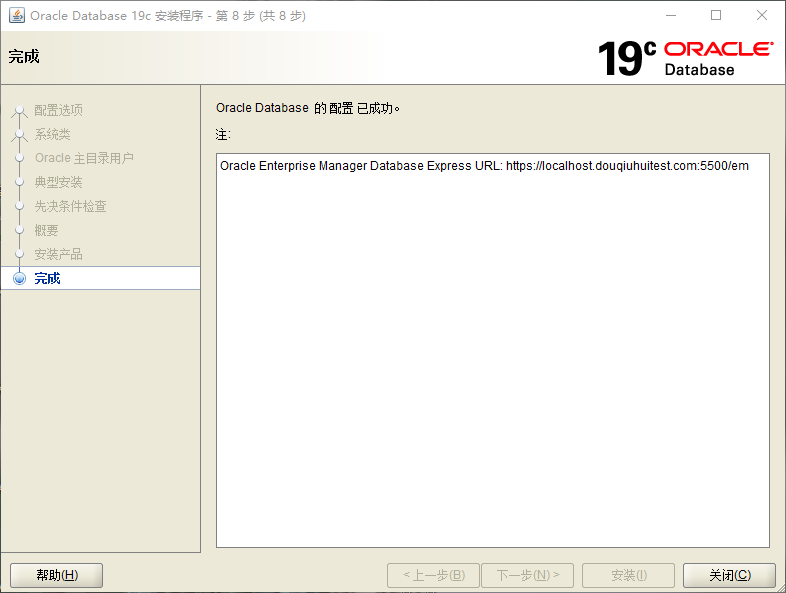 Oracle Database 19c 安装程序 - 第 8 步 (共 8 步)
完成
19c ORACLE
Database
配置选项
系统类
Oracle 主目录用户
典型安装
先决条件检查
概要
安装产品
完成
Oracle Database 的 配置 已成功。
注:
Oracle Enterprise Manager Database Express URL: https://localhost.douqiuhuitest.com:5500/em
帮助(H)
< 上一步(B)
下一步(N) >
安装(I)
关闭(C)